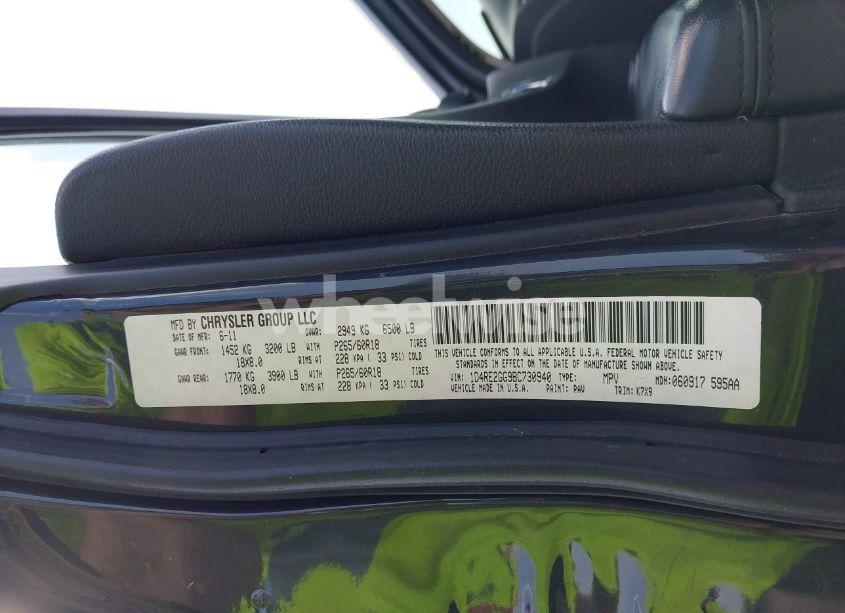 MFD BY CHRYSLER GROUP LLC GVWR: 2949 KG 6500 LB
6-11
GAWR FRONT: 1452 KG 3200 LB WITH P265/60R18 TIRES
18X8.0 RIMS AT 228 KPA ( 33 PSI) COLD
GAWR REAR: 1770 KG 3900 LB WITH P265/60R18 TIRES
18X8.0 RIMS AT 228 KPA ( 33 PSI) COLD
THIS VEHICLE CONFORMS TO ALL APPLICABLE U.S.A. FEDERAL MOTOR VEHICLE SAFETY
STANDARDS IN EFFECT ON THE DATE OF MANUFACTURE SHOWN ABOVE.
VIN: 1D4RE2GG9BC730940 TYPE: MPV MDH: 060917 595AA
VEHICLE MADE IN U.S.A. PAINT: PAV TRIM: K7X9
wheelwise